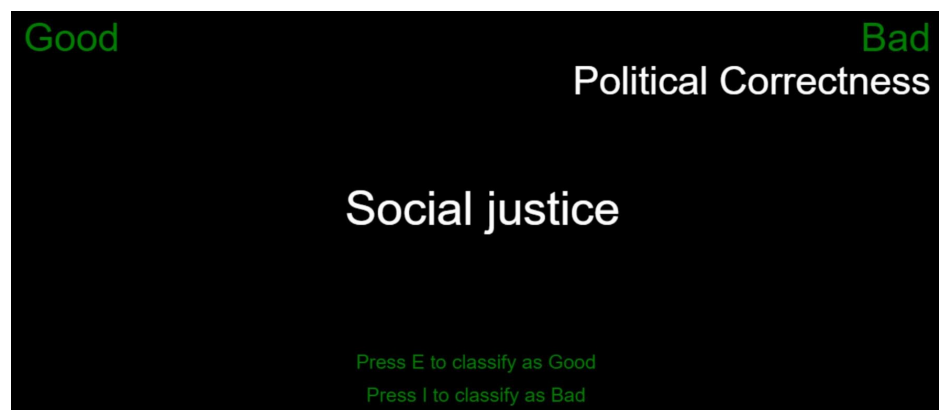 Good
Bad
Political Correctness
Social justice
Press E to classify as Good
Press I to classify as Bad